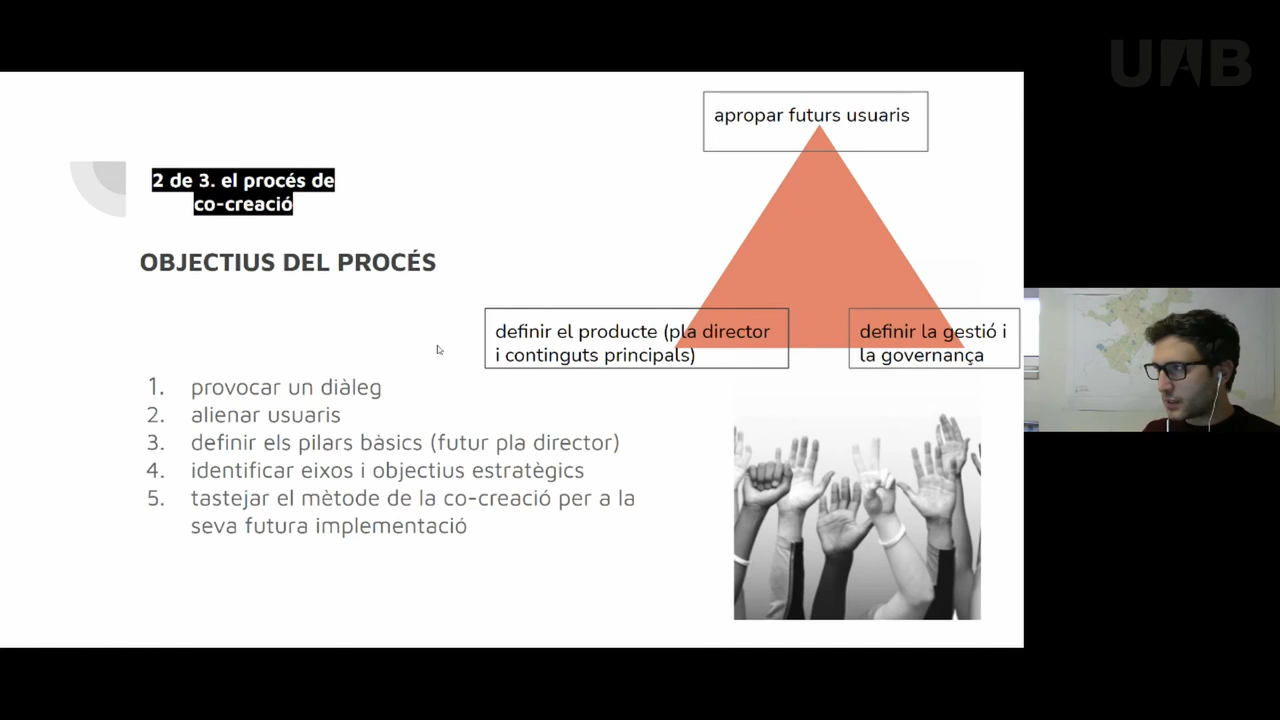 UAB
apropar futurs usuaris
2 de 3. el procés de
co-creació
OBJECTIUS DEL PROCÉS
definir el producte (pla director
i continguts principals)
definir la gestió i
la governança
1. provocar un diàleg
2. alienar usuaris
3. definir els pilars bàsics (futur pla director)
4. identificar eixos i objectius estratègics
5. tastejar el mètode de la co-creació per a la
seva futura implementació